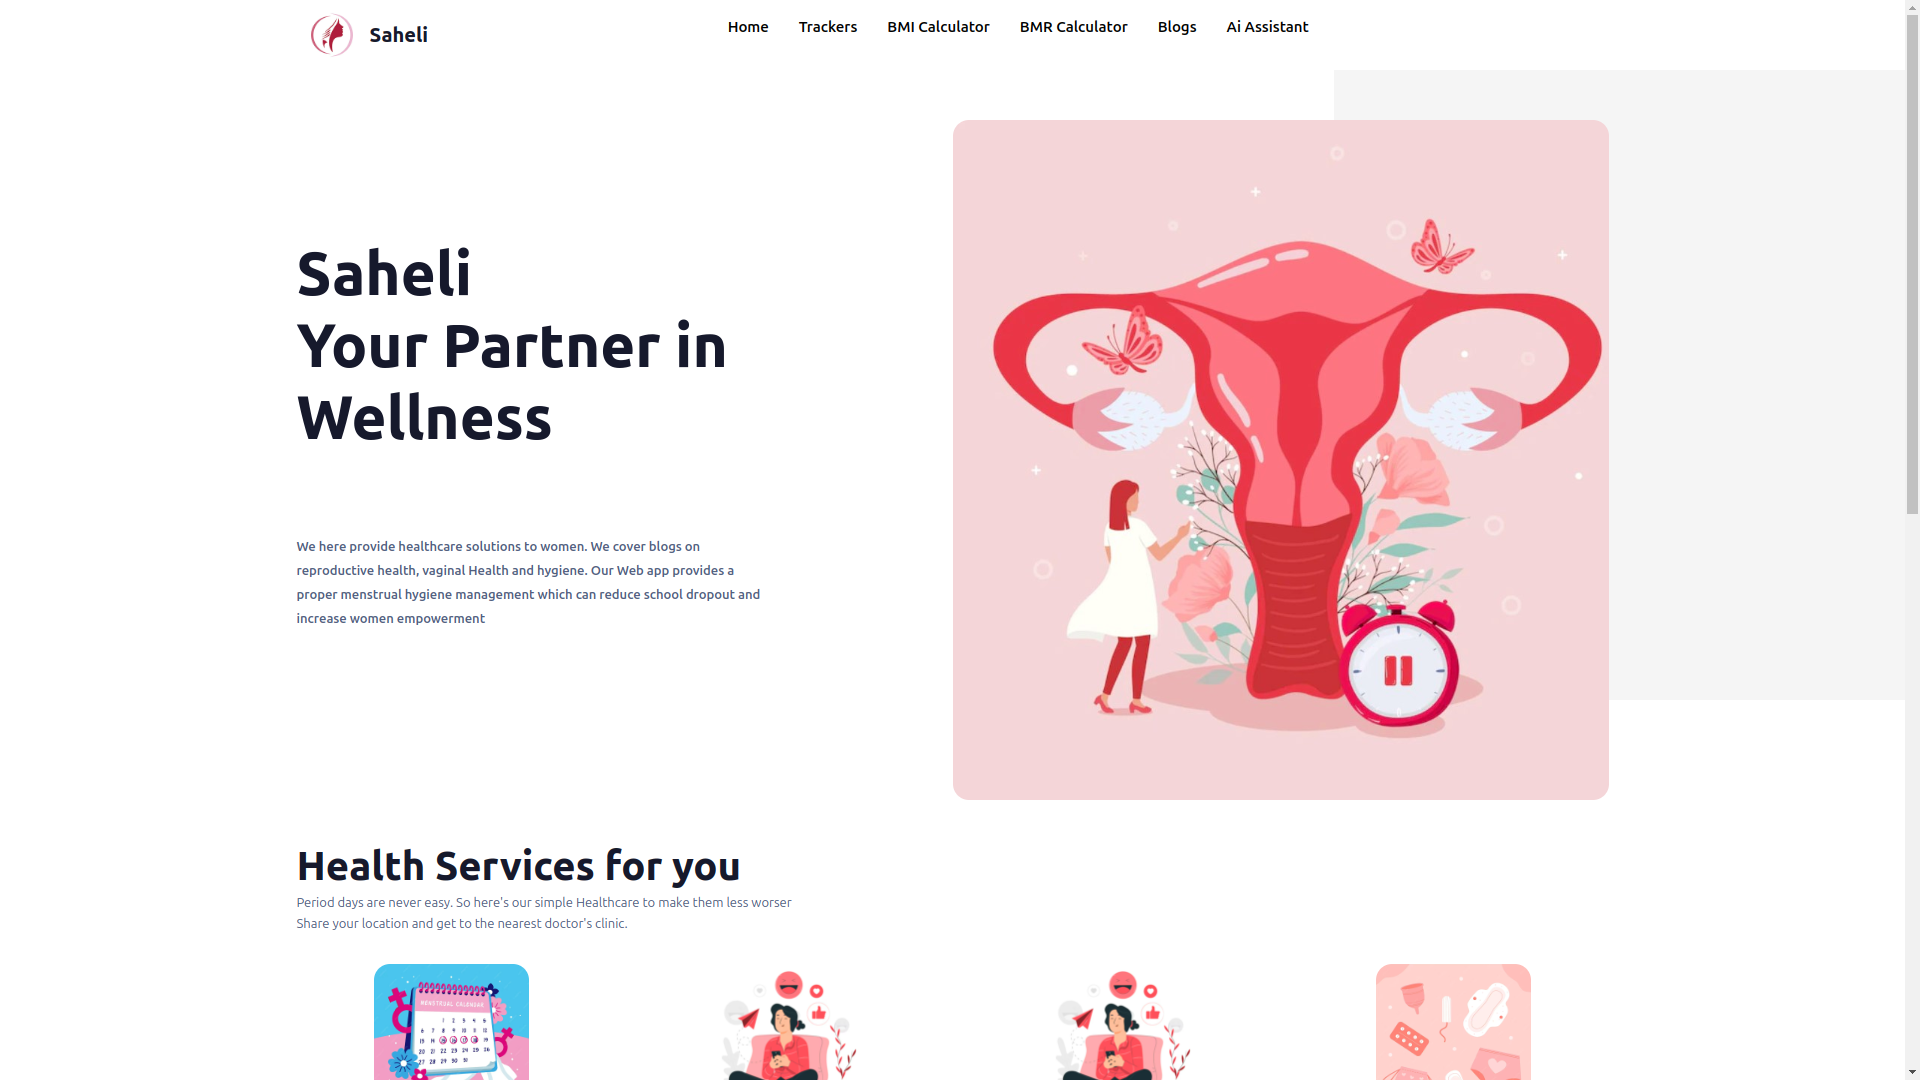 Saheli
Home
Trackers
BMI Calculator
BMR Calculator
Blogs
Ai Assistant
Saheli
Your Partner in
Wellness
We here provide healthcare solutions to women. We cover blogs on
reproductive health, vaginal Health and hygiene. Our Web app provides a
proper menstrual hygiene management which can reduce school dropout and
increase women empowerment
Health Services for you
Period days are never easy. So here's our simple Healthcare to make them less worser
Share your location and get to the nearest doctor's clinic.
MENSTRUAL CALENDAR